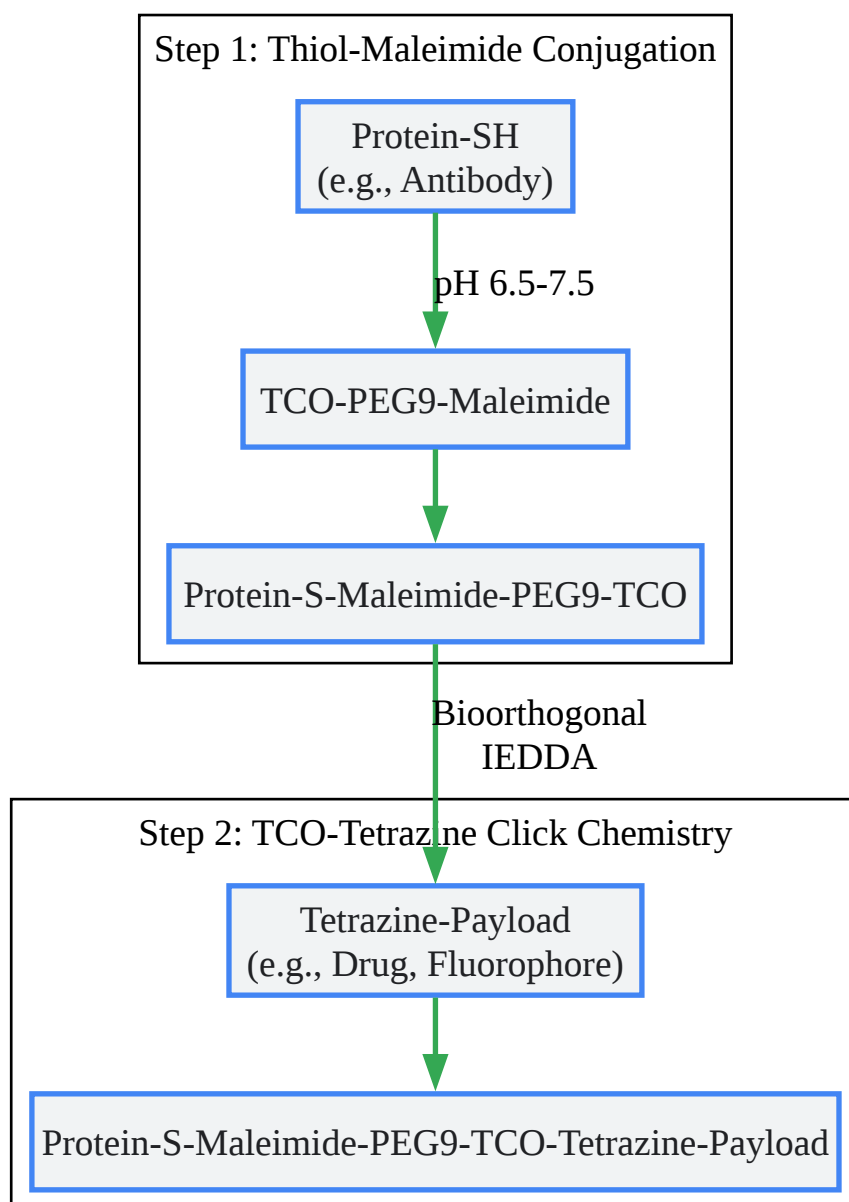 Step 1: Thiol-Maleimide Conjugation
Protein-SH
(e.g., Antibody)
pH 6.5-7.5
TCO-PEG9-Maleimide
Protein-S-Maleimide-PEG9-TCO
Bioorthogonal
IEDDA
Step 2: TCO-Tetrazine Click Chemistry
Tetrazine-Payload
(e.g., Drug, Fluorophore)
Protein-S-Maleimide-PEG9-TCO-Tetrazine-Payload